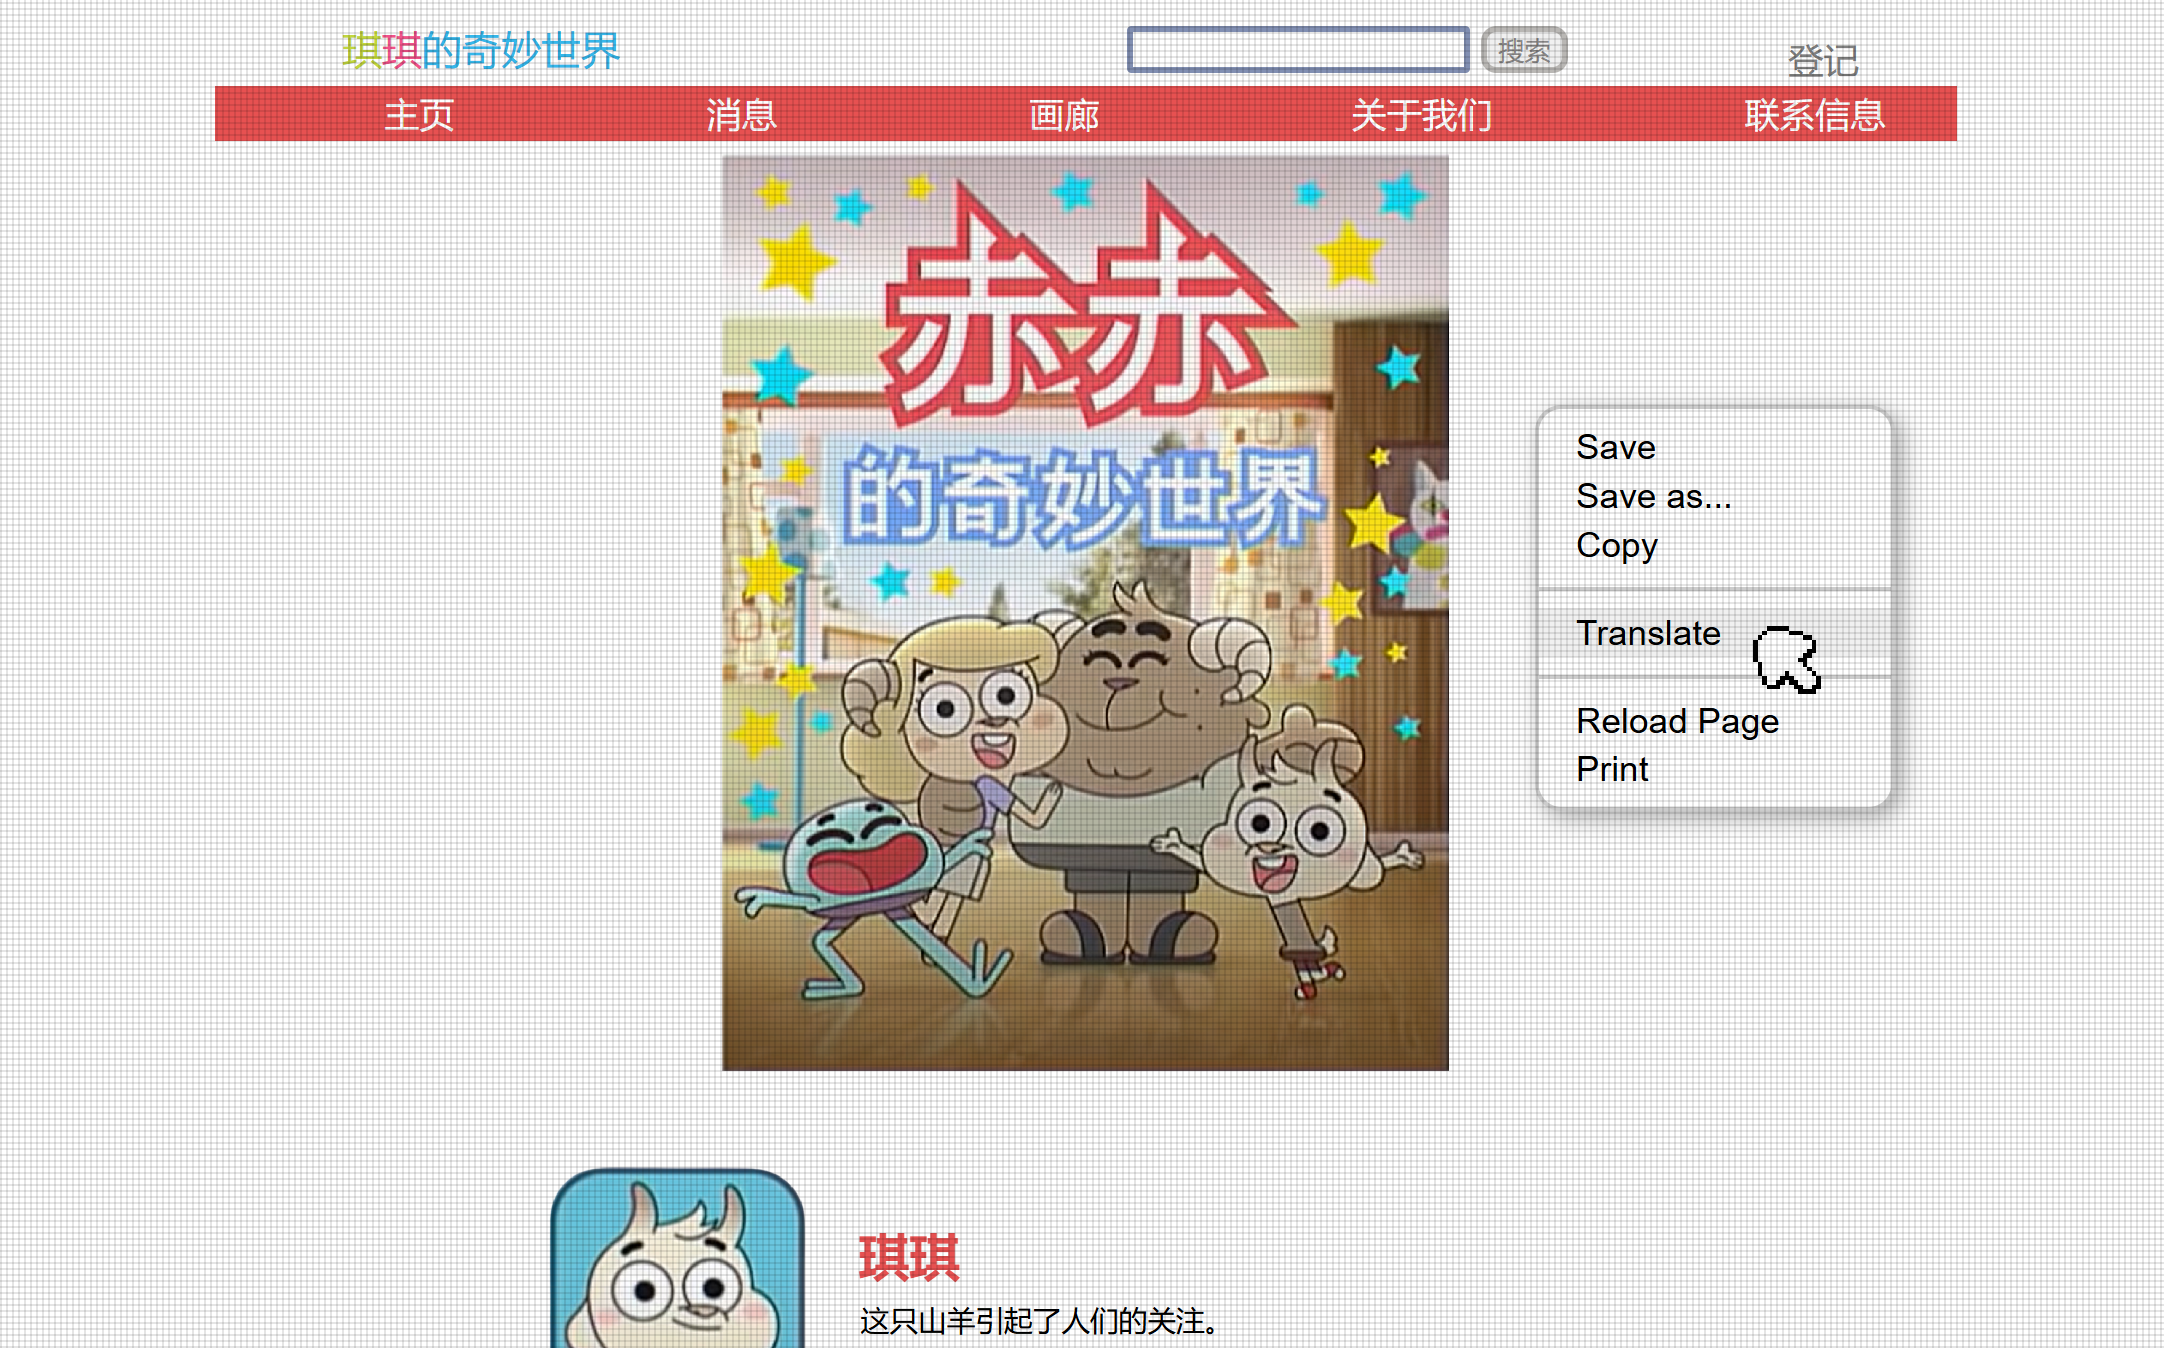 琪琪的奇妙世界
搜索
登记
主页 消息 画廊 关于我们 联系信息
赤赤
的奇妙世界
Save
Save as...
Copy
Translate
Reload Page
Print
琪琪
这只山羊引起了人们的关注。